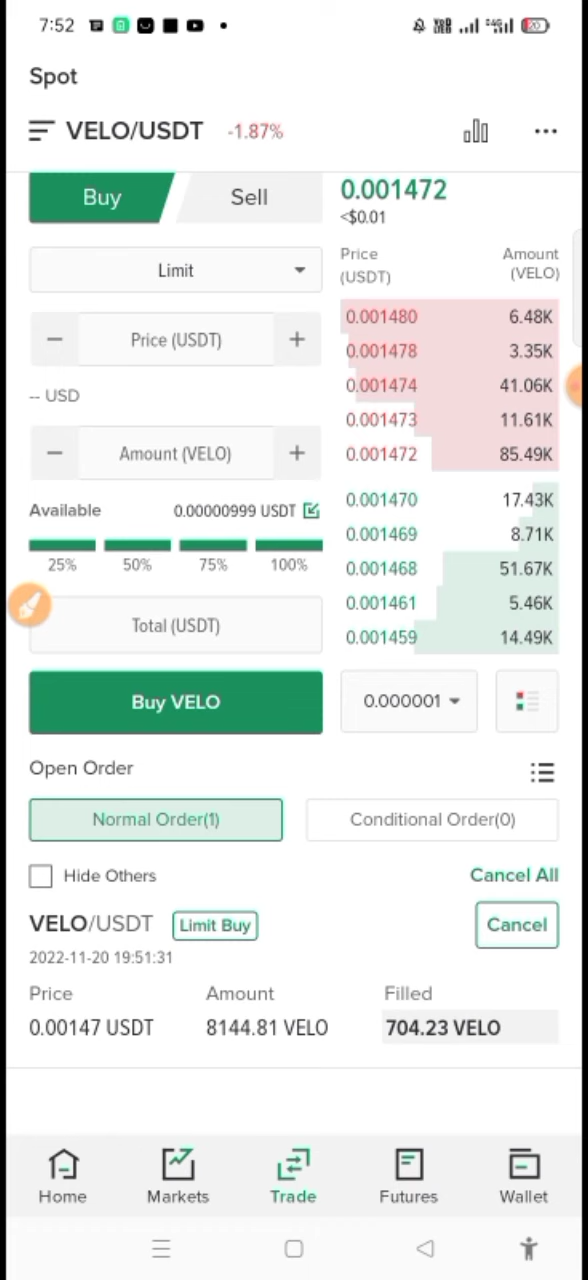 7:52
Spot
VELO/USDT -1.87%
Buy Sell 0.001472
<$0.01
Limit
Price (USDT) Amount (VELO)
− Price (USDT) + 0.001480 6.48K
0.001478 3.35K
-- USD 0.001474 41.06K
0.001473 11.61K
− Amount (VELO) + 0.001472 85.49K
Available 0.00000999 USDT 0.001470 17.43K
0.001469 8.71K
25% 50% 75% 100% 0.001468 51.67K
0.001461 5.46K
Total (USDT) 0.001459 14.49K
Buy VELO 0.000001
Open Order
Normal Order(1) Conditional Order(0)
Hide Others Cancel All
VELO/USDT Limit Buy Cancel
2022-11-20 19:51:31
Price Amount Filled
0.00147 USDT 8144.81 VELO 704.23 VELO
Home Markets Trade Futures Wallet